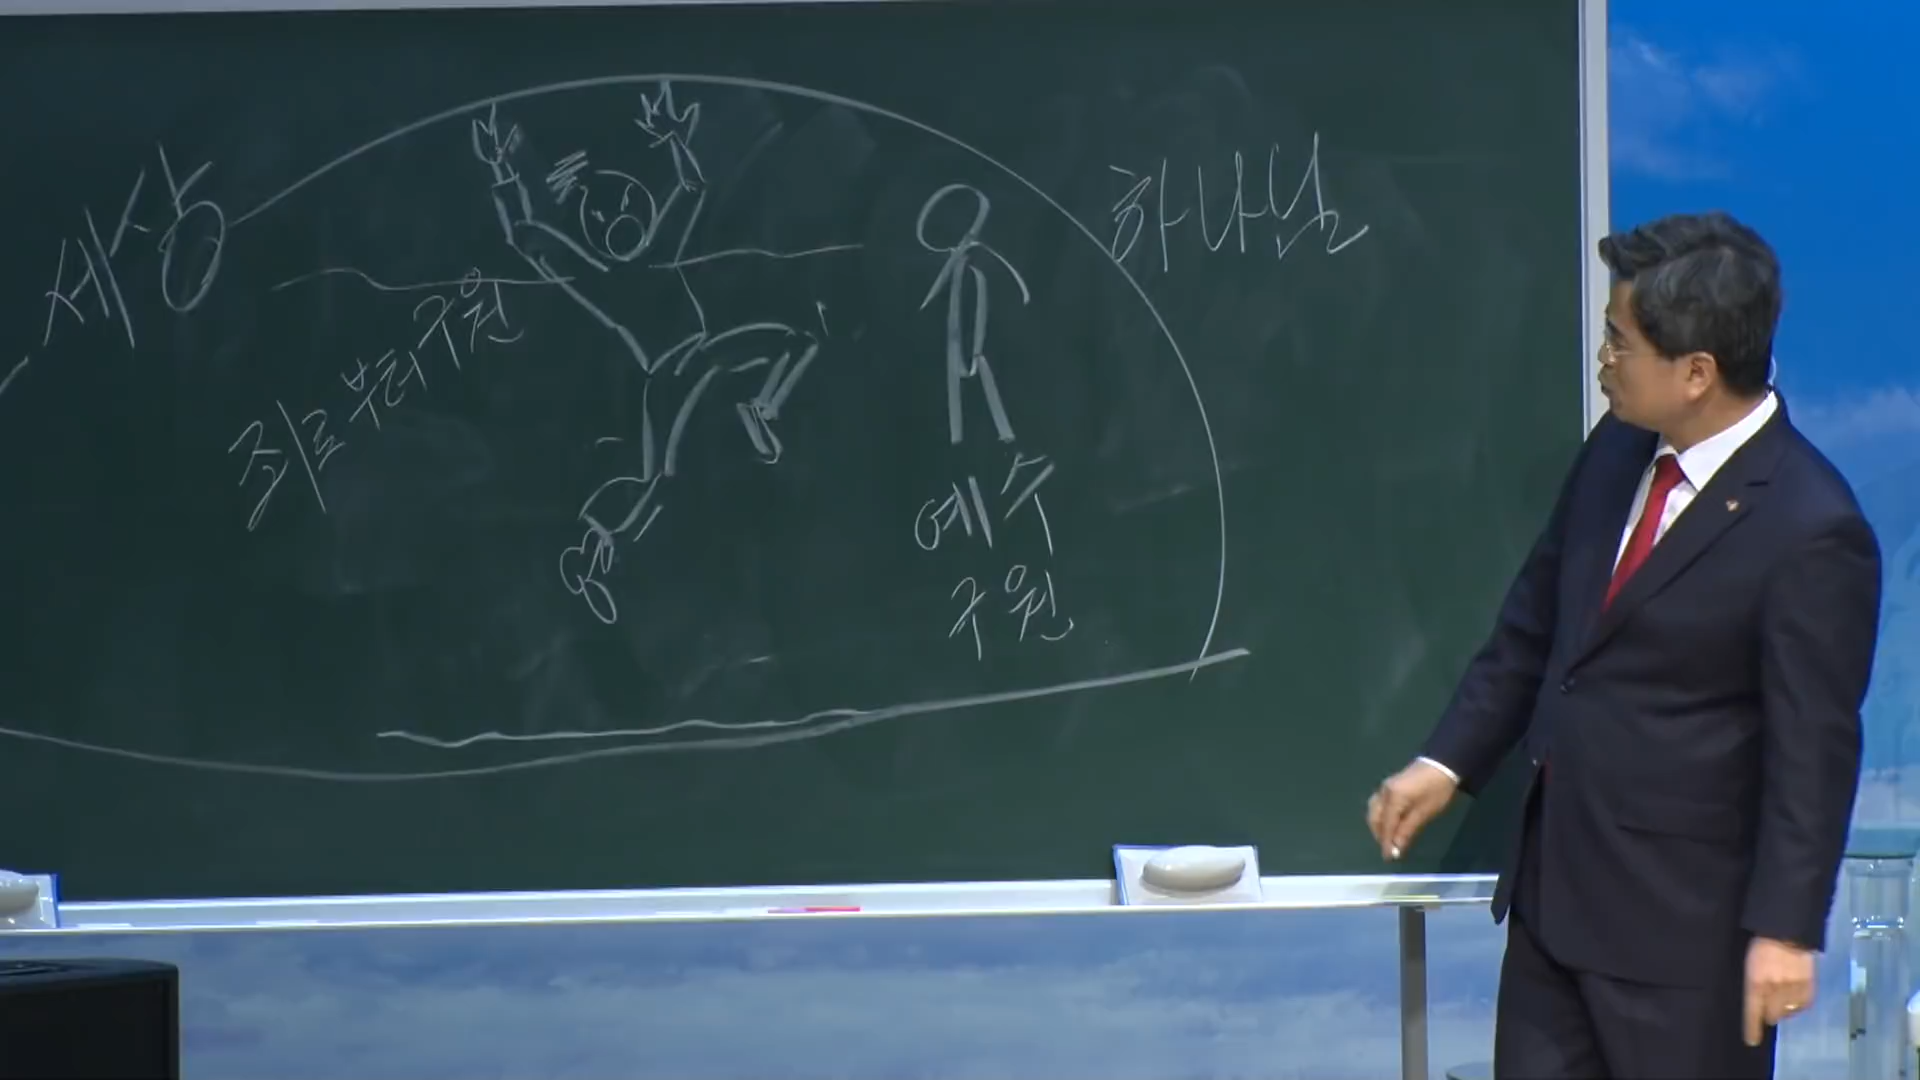 세상
하나님
죄로부터 구원
예수
구원